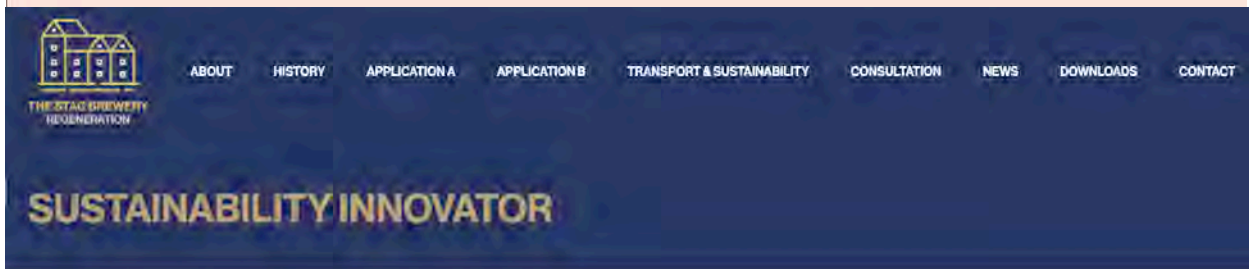 THE STAG BREWERY
REGENERATION
ABOUT HISTORY APPLICATION A APPLICATION B TRANSPORT & SUSTAINABILITY CONSULTATION NEWS DOWNLOADS CONTACT
SUSTAINABILITY INNOVATOR